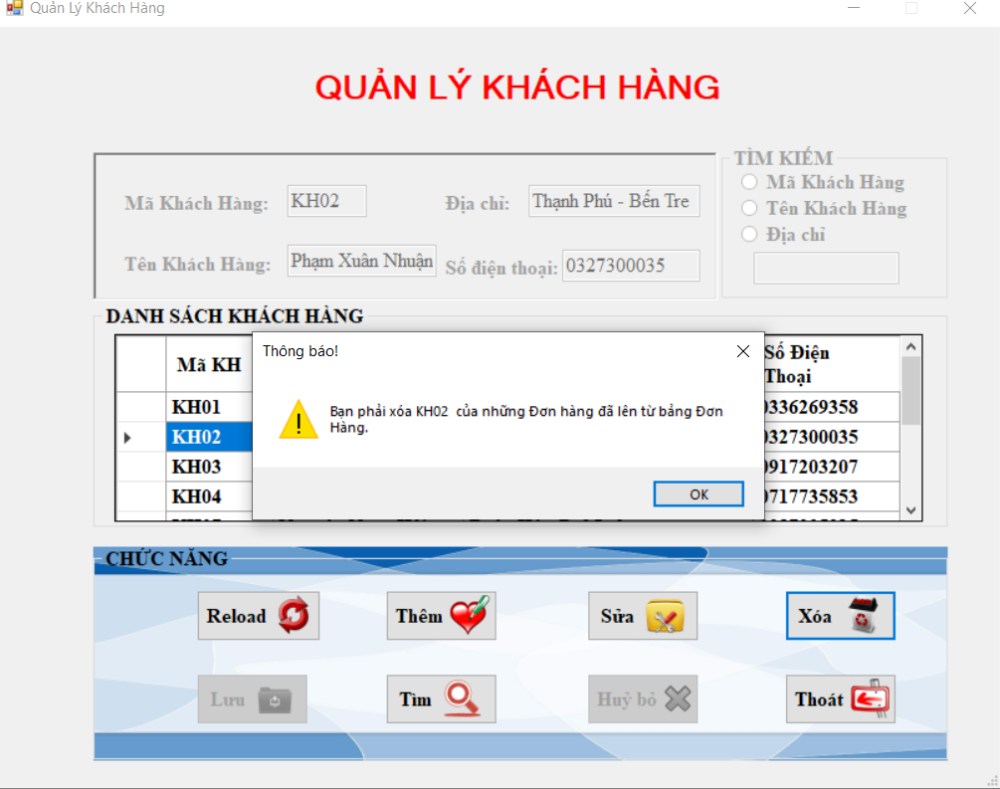 Quản Lý Khách Hàng
QUẢN LÝ KHÁCH HÀNG
Mã Khách Hàng: KH02
Địa chỉ: Thạnh Phú - Bến Tre
Tên Khách Hàng: Phạm Xuân Nhuận
Số điện thoại: 0327300035
TÌM KIẾM
Mã Khách Hàng
Tên Khách Hàng
Địa chỉ
DANH SÁCH KHÁCH HÀNG
Mã KH
Số Điện
Thoại
KH01 0336269358
KH02 0327300035
KH03 0917203207
KH04 0717735853
Thông báo!
Bạn phải xóa KH02 của những Đơn hàng đã lên từ bảng Đơn
Hàng.
OK
CHỨC NĂNG
Reload Thêm Sửa Xóa
Lưu Tìm Huỷ bỏ Thoát